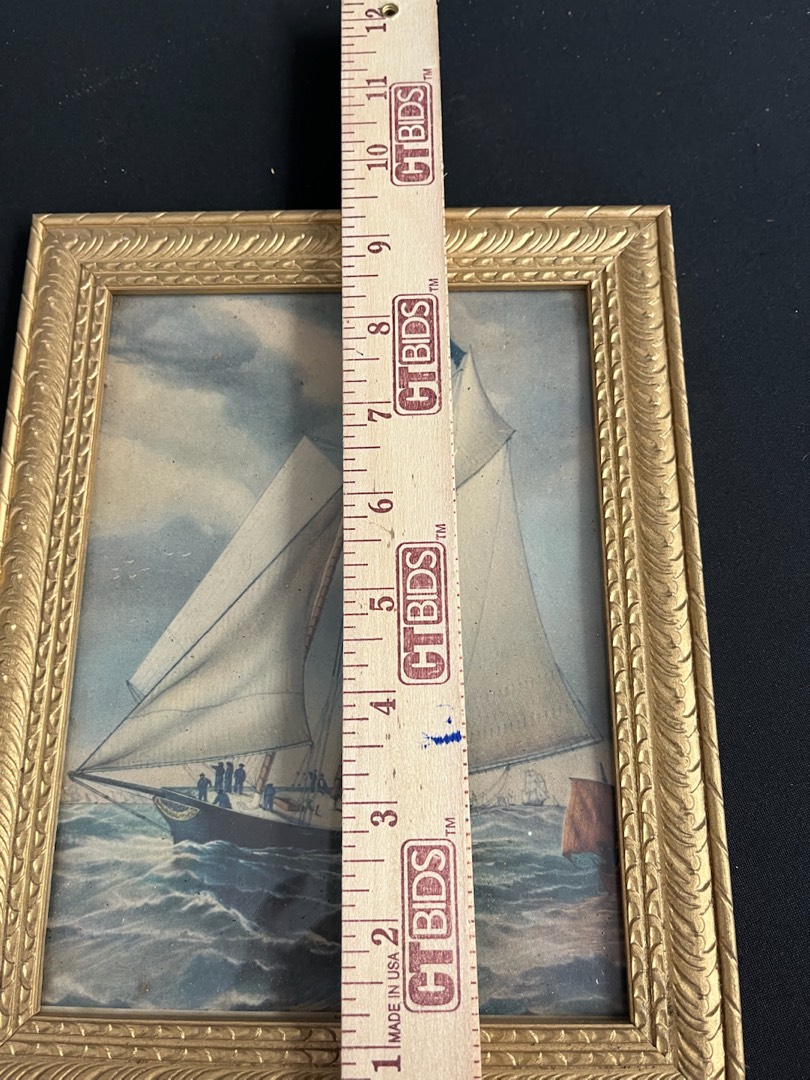 12
11
CTBIDS™
10
9
8
CTBIDS™
7
6
5
CTBIDS™
4
3
CTBIDS™
2
MADE IN USA
1